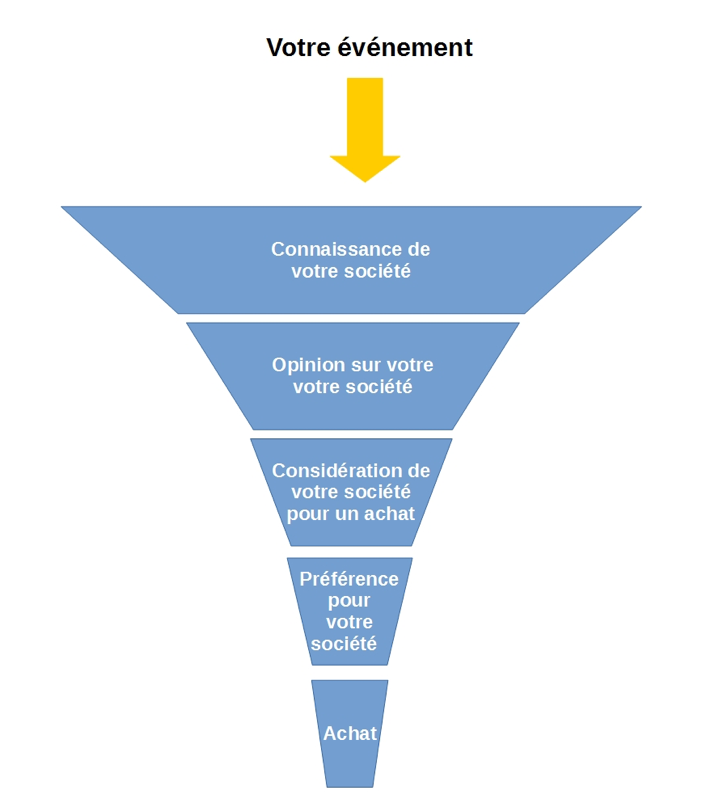 Votre événement
Connaissance de
votre société
Opinion sur votre
votre société
Considération de
votre société
pour un achat
Préférence
pour
votre
société
Achat